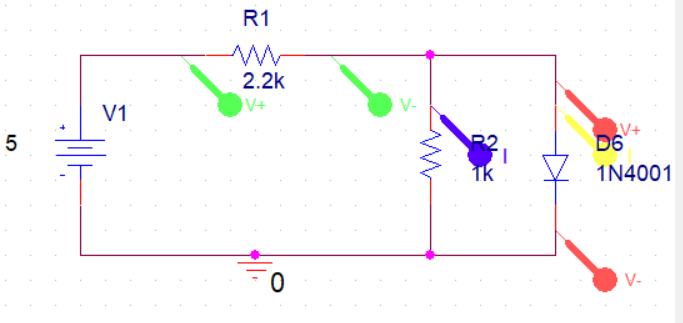 R1
2.2k
V+
V-
V1
+
5
-
R2
1k
I
V+
D6
I
1N4001
0
V-